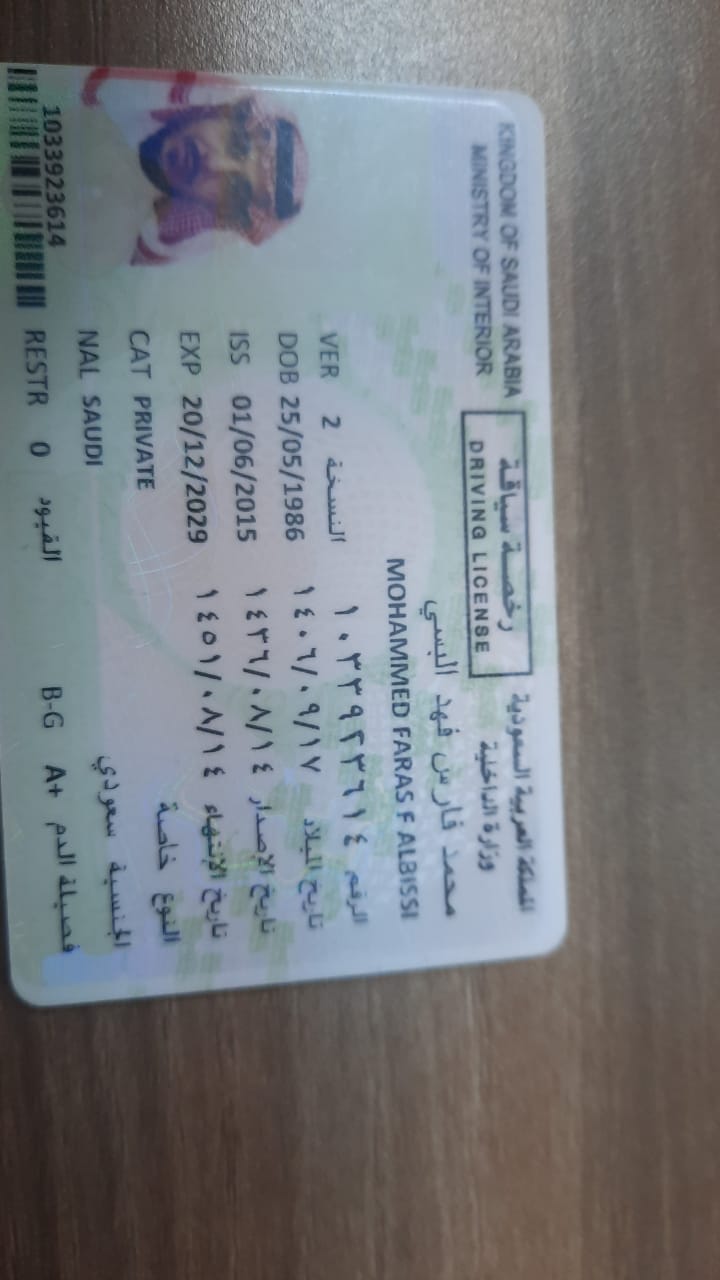 KINGDOM OF SAUDI ARABIA
MINISTRY OF INTERIOR
رخصة سياقة
DRIVING LICENSE
المملكة العربية السعودية
وزارة الداخلية
محمد فارس فهد البسي
MOHAMMED FARAS F ALBISSI
الرقم ١٠٣٣٩٢٣٦١٤
VER 2 النسخة
DOB 25/05/1986 ١٤٠٦/٠٩/١٧ تاريخ الميلاد
ISS 01/06/2015 ١٤٣٦/٠٨/١٤ تاريخ الإصدار
EXP 20/12/2029 ١٤٥١/٠٨/١٤ تاريخ الإنتهاء
CAT PRIVATE النوع خاصة
NAL SAUDI الجنسية سعودي
RESTR 0 القيود B-G A+ فصيلة الدم
1033923614